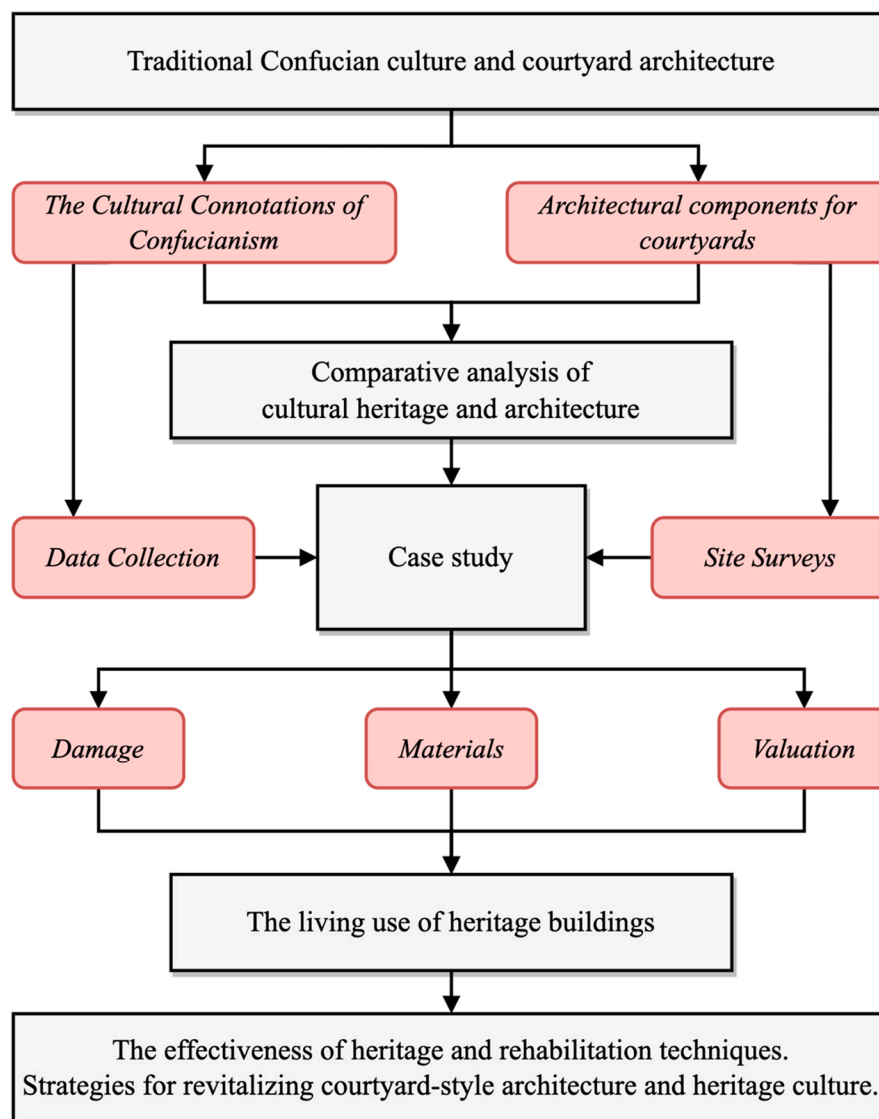 Traditional Confucian culture and courtyard architecture
The Cultural Connotations of
Confucianism
Architectural components for
courtyards
Comparative analysis of
cultural heritage and architecture
Data Collection
Case study
Site Surveys
Damage
Materials
Valuation
The living use of heritage buildings
The effectiveness of heritage and rehabilitation techniques.
Strategies for revitalizing courtyard-style architecture and heritage culture.